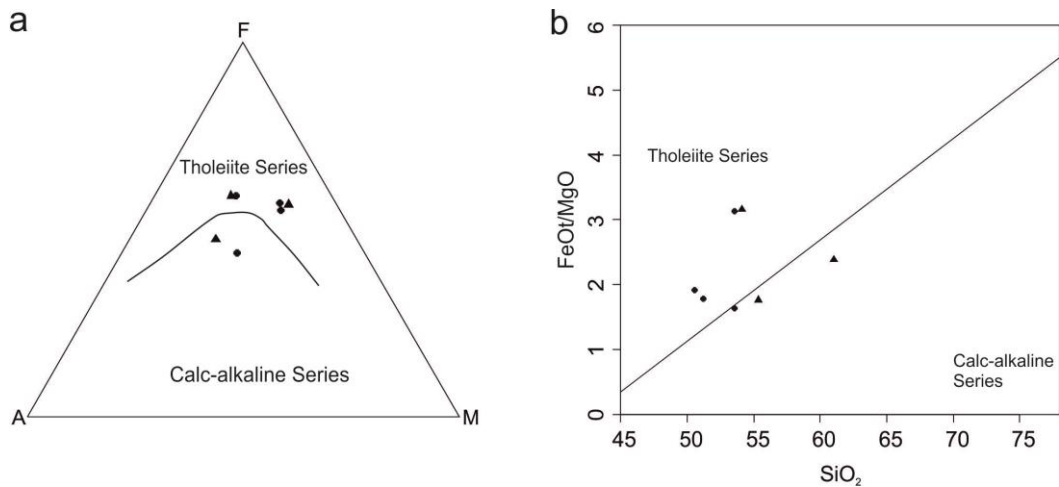 a
F
Tholeiite Series
Calc-alkaline Series
A
M
b
6
5
4
3
2
1
0
FeOt/MgO
Tholeiite Series
Calc-alkaline
Series
45
50
55
60
65
70
75
SiO₂